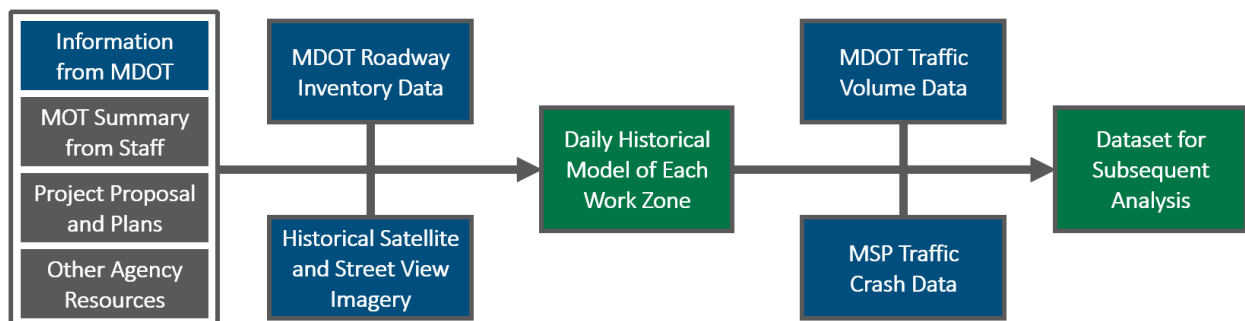 Information
from MDOT
MOT Summary
from Staff
Project Proposal
and Plans
Other Agency
Resources
MDOT Roadway
Inventory Data
Historical Satellite
and Street View
Imagery
Daily Historical
Model of Each
Work Zone
MDOT Traffic
Volume Data
MSP Traffic
Crash Data
Dataset for
Subsequent
Analysis